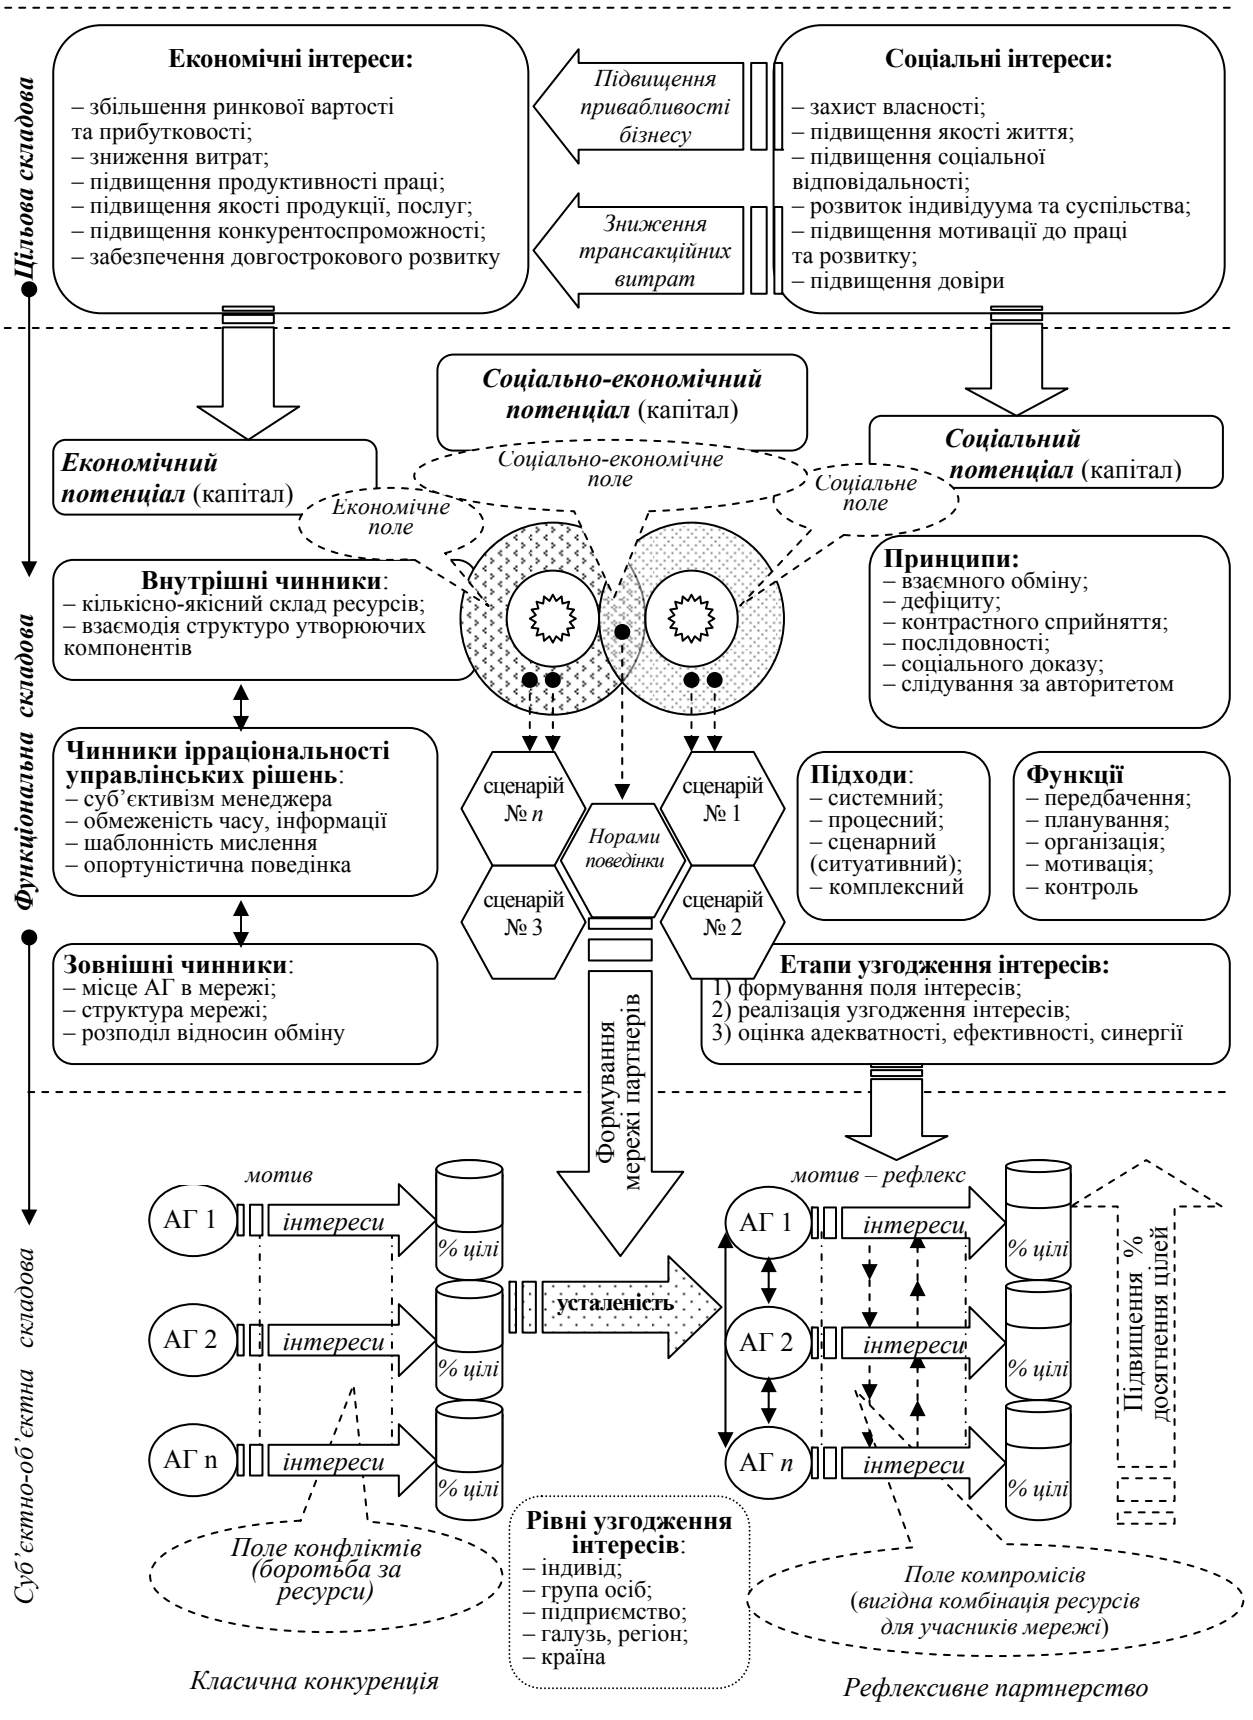 Цільова складова
Економічні інтереси:
– збільшення ринкової вартості
та прибутковості;
– зниження витрат;
– підвищення продуктивності праці;
– підвищення якості продукції, послуг;
– підвищення конкурентоспроможності;
– забезпечення довгострокового розвитку
Підвищення
привабливості
бізнесу
Зниження
трансакційних
витрат
Соціальні інтереси:
– захист власності;
– підвищення якості життя;
– підвищення соціальної
відповідальності;
– розвиток індивідуума та суспільства;
– підвищення мотивації до праці
та розвитку;
– підвищення довіри
Функціональна складова
Соціально-економічний
потенціал (капітал)
Економічний
потенціал (капітал)
Соціальний
потенціал (капітал)
Соціально-економічне
поле
Економічне
поле
Соціальне
поле
Внутрішні чинники:
– кількісно-якісний склад ресурсів;
– взаємодія структуро утворюючих
компонентів
Принципи:
– взаємного обміну;
– дефіциту;
– контрастного сприйняття;
– послідовності;
– соціального доказу;
– слідування за авторитетом
Чинники ірраціональності
управлінських рішень:
– суб’єктивізм менеджера
– обмеженість часу, інформації
– шаблонність мислення
– опортуністична поведінка
сценарій
№ n
сценарій
№ 1
Норами
поведінки
сценарій
№ 3
сценарій
№ 2
Підходи:
– системний;
– процесний;
– сценарний
(ситуативний);
– комплексний
Функції
– передбачення;
– планування;
– організація;
– мотивація;
– контроль
Зовнішні чинники:
– місце АГ в мережі;
– структура мережі;
– розподіл відносин обміну
Формування
мережі партнерів
Етапи узгодження інтересів:
1) формування поля інтересів;
2) реалізація узгодження інтересів;
3) оцінка адекватності, ефективності, синергії
Суб’єктно-об’єктна складова
мотив
АГ 1
інтереси
% цілі
АГ 2
інтереси
% цілі
АГ n
інтереси
% цілі
усталеність
мотив – рефлекс
АГ 1
інтереси
% цілі
АГ 2
інтереси
% цілі
АГ n
інтереси
% цілі
Підвищення %
досягнення цілей
Поле конфліктів
(боротьба за
ресурси)
Рівні узгодження
інтересів:
– індивід;
– група осіб;
– підприємство;
– галузь, регіон;
– країна
Поле компромісів
(вигідна комбінація ресурсів
для учасників мережі)
Класична конкуренція
Рефлексивне партнерство